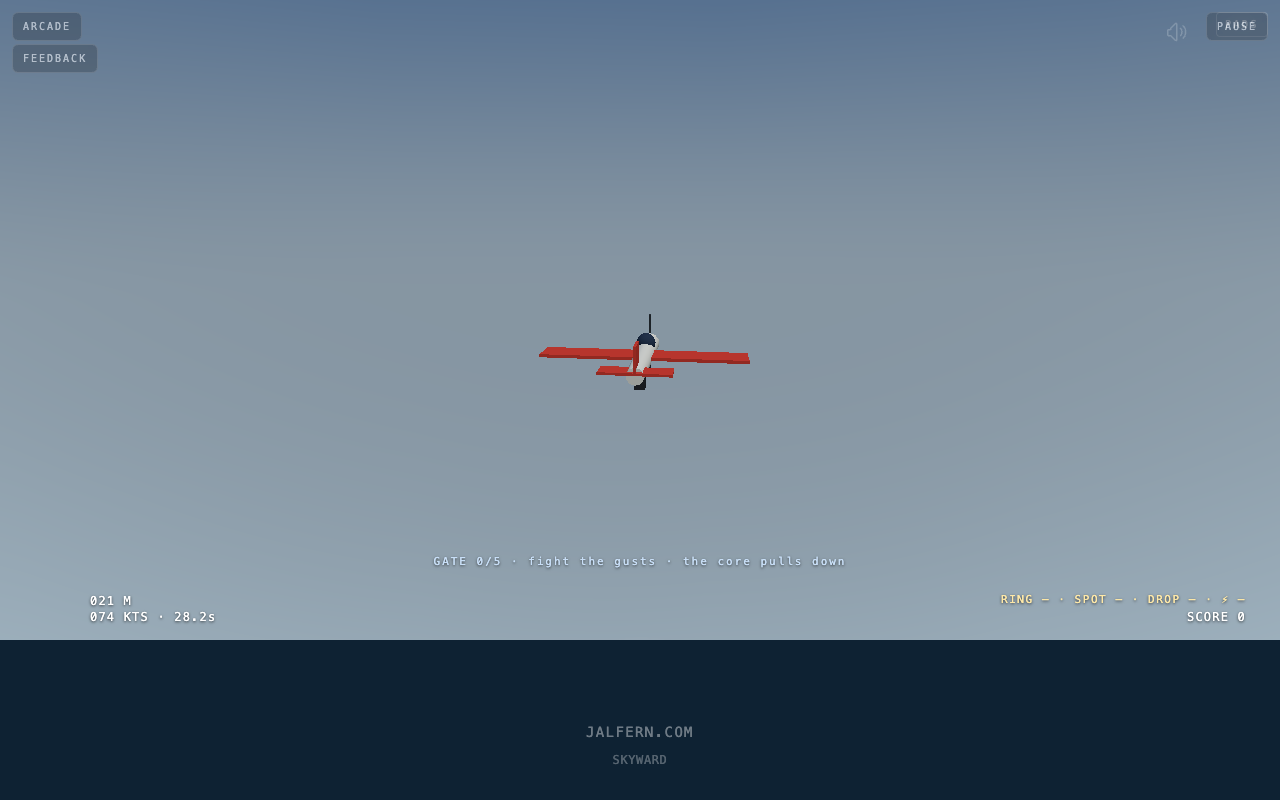 ARCADE
PAUSE
FEEDBACK
GATE 0/5 · fight the gusts · the core pulls down
021 M
074 KTS · 28.2s
RING — · SPOT — · DROP — · ⚡ —
SCORE 0
JALFERN.COM
SKYWARD